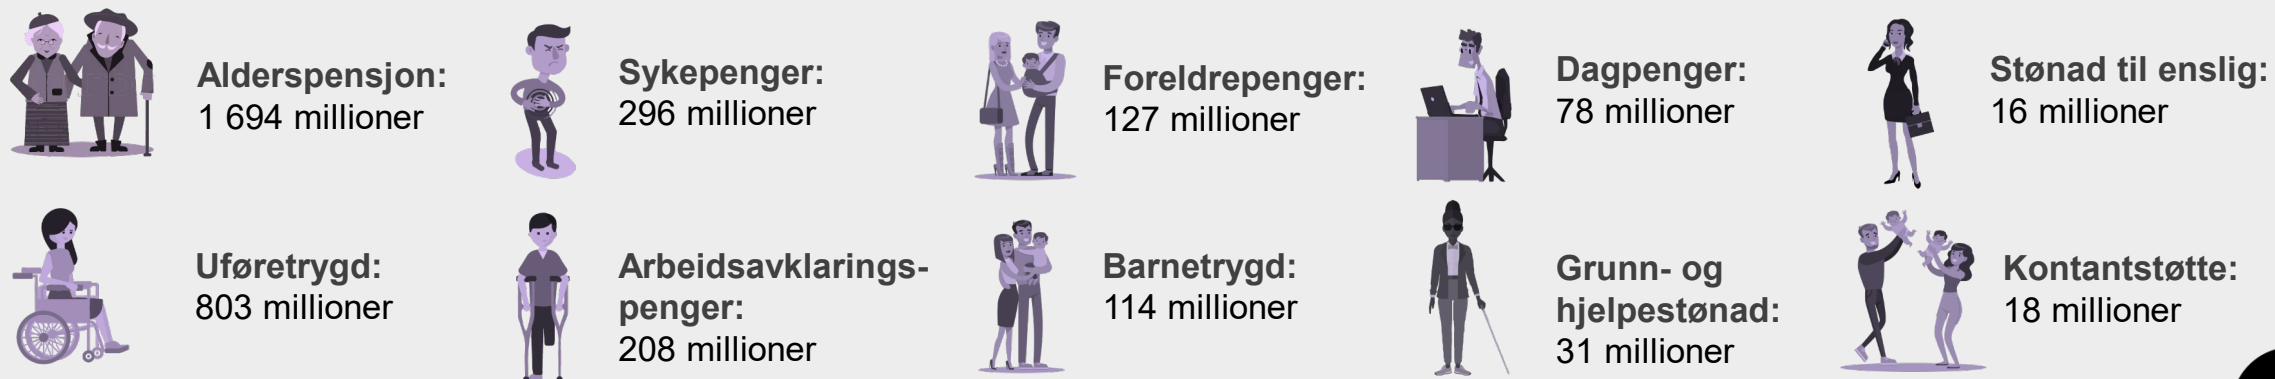 Alderspensjon:
1 694 millioner
Sykepenger:
296 millioner
Foreldrepenger:
127 millioner
Dagpenger:
78 millioner
Stønad til enslig:
16 millioner
Uføretrygd:
803 millioner
Arbeidsavklarings-
penger:
208 millioner
Barnetrygd:
114 millioner
Grunn- og
hjelpestønad:
31 millioner
Kontantstøtte:
18 millioner